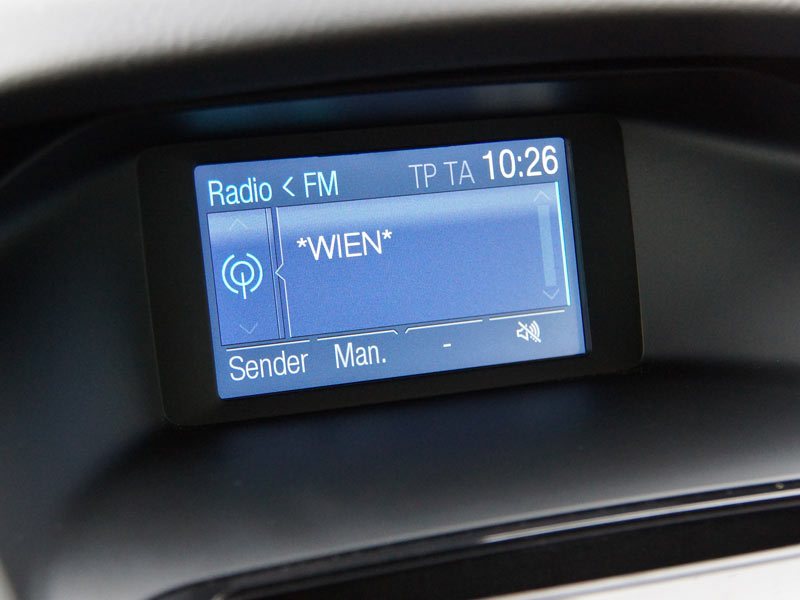 Radio < FM TP TA 10:26
*WIEN*
Sender Man. -